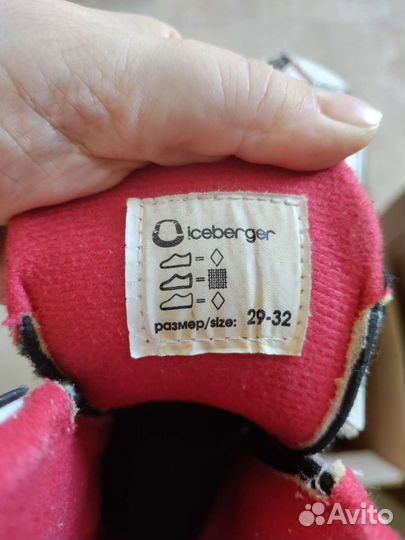 iceberger
=
=
=
размер/size: 29-32
Avito